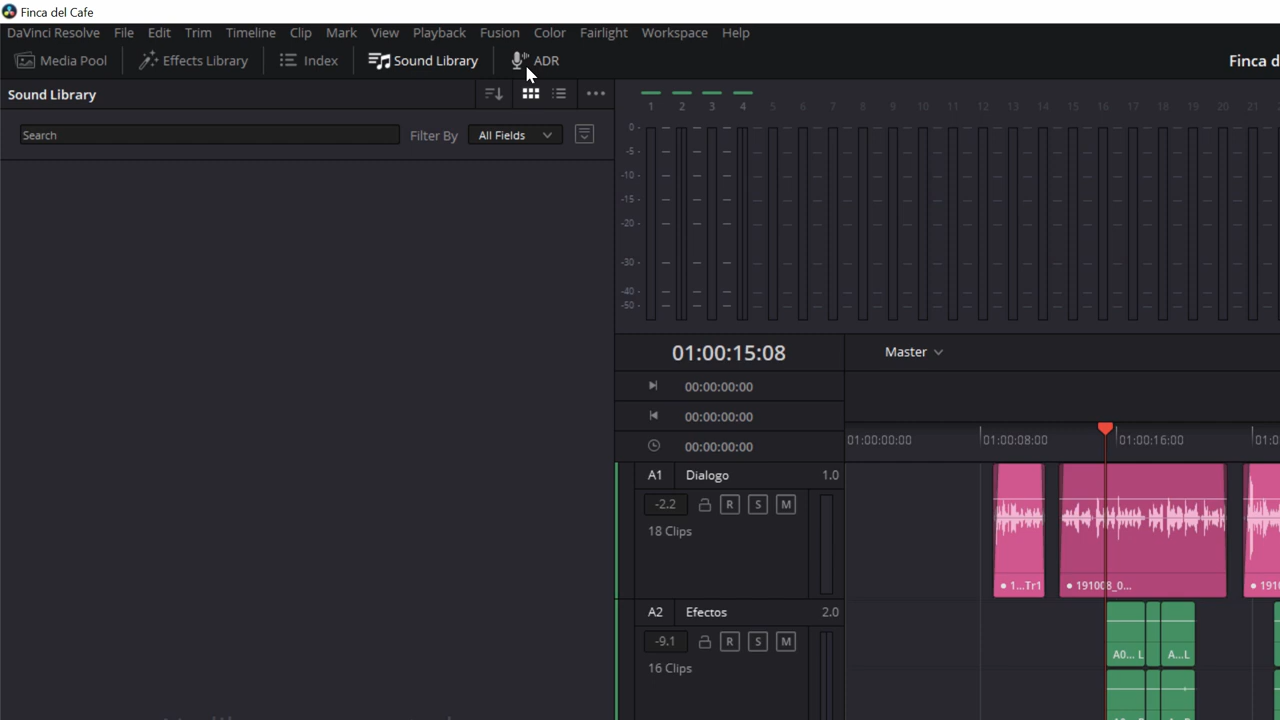 Finca del Cafe
DaVinci Resolve File Edit Trim Timeline Clip Mark View Playback Fusion Color Fairlight Workspace Help
Media Pool Effects Library Index Sound Library ADR Finca d
Sound Library
1 2 3 4 5 6 7 8 9 10 11 12 13 14 15 16 17 18 19 20 21
Search Filter By All Fields
0
-5
-10
-15
-20
-30
-40
-50
01:00:15:08 Master
00:00:00:00
00:00:00:00
00:00:00:00
01:00:00:00 01:00:08:00 01:00:16:00 01:0
A1 Dialogo 1.0
-2.2 R S M
18 Clips
1...Tr1 191008_0... 191
A2 Efectos 2.0
-9.1 R S M
16 Clips
A0... L A...L